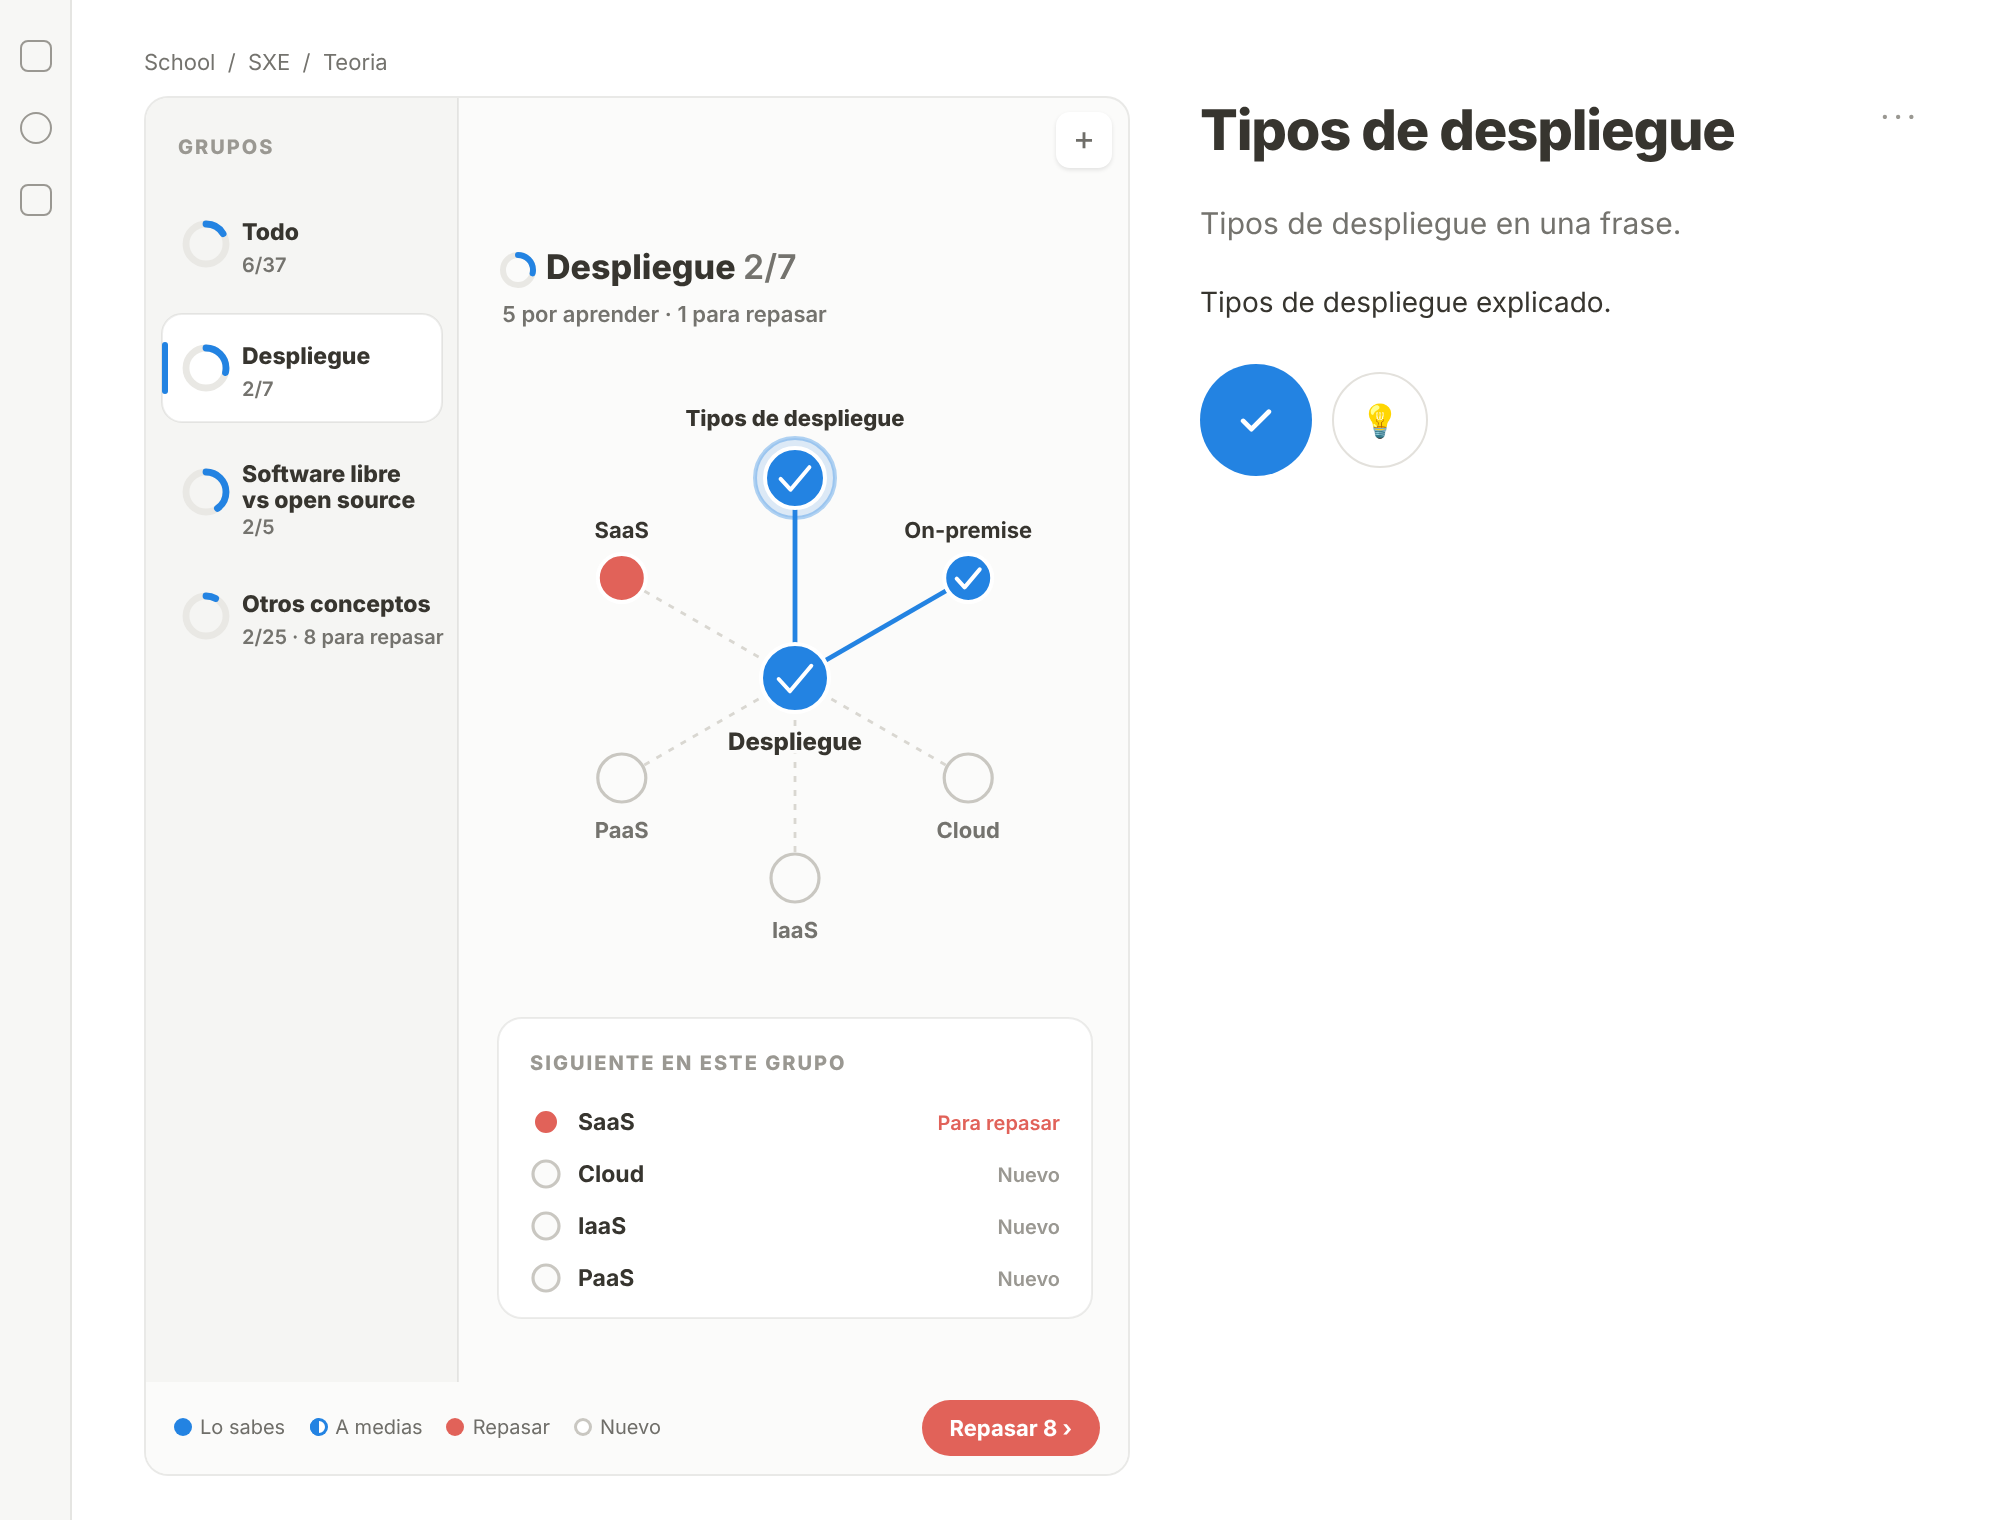 School / SXE / Teoria
GRUPOS
Todo
6/37
Despliegue
2/7
Software libre
vs open source
2/5
Otros conceptos
2/25 · 8 para repasar
+
Despliegue 2/7
5 por aprender · 1 para repasar
Tipos de despliegue
SaaS
On-premise
Despliegue
PaaS
Cloud
IaaS
SIGUIENTE EN ESTE GRUPO
SaaS Para repasar
Cloud Nuevo
IaaS Nuevo
PaaS Nuevo
Lo sabes A medias Repasar Nuevo
Repasar 8 ›
Tipos de despliegue
...
Tipos de despliegue en una frase.
Tipos de despliegue explicado.